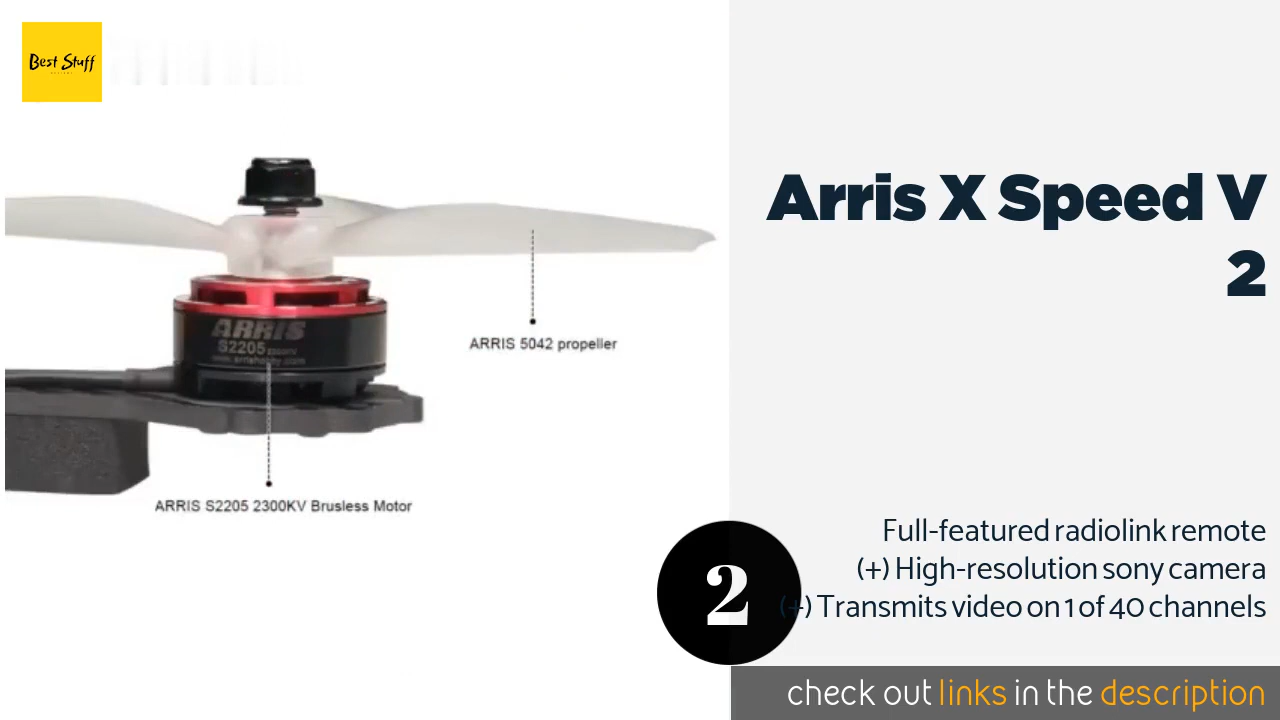 Best Stuff
Arris X Speed V
2
ARRIS
S2205
ARRIS 5042 propeller
ARRIS S2205 2300KV Brusless Motor
2
Full-featured radiolink remote
(+) High-resolution sony camera
(+) Transmits video on 1 of 40 channels
check out links in the description